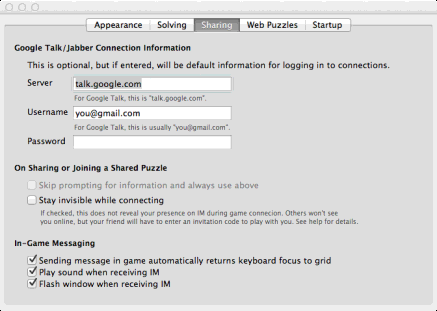 Appearance Solving Sharing Web Puzzles Startup
Google Talk/Jabber Connection Information
This is optional, but if entered, will be default information for logging in to connections.
Server talk.google.com
For Google Talk, this is "talk.google.com".
Username you@gmail.com
For Google Talk, this is usually "you@gmail.com".
Password
On Sharing or Joining a Shared Puzzle
Skip prompting for information and always use above
Stay invisible while connecting
If checked, this does not reveal your presence on IM during game connecion. Others won't see
you online, but your friend will have to enter an invitation code to play with you. See help for details.
In-Game Messaging
Sending message in game automatically returns keyboard focus to grid
Play sound when receiving IM
Flash window when receiving IM